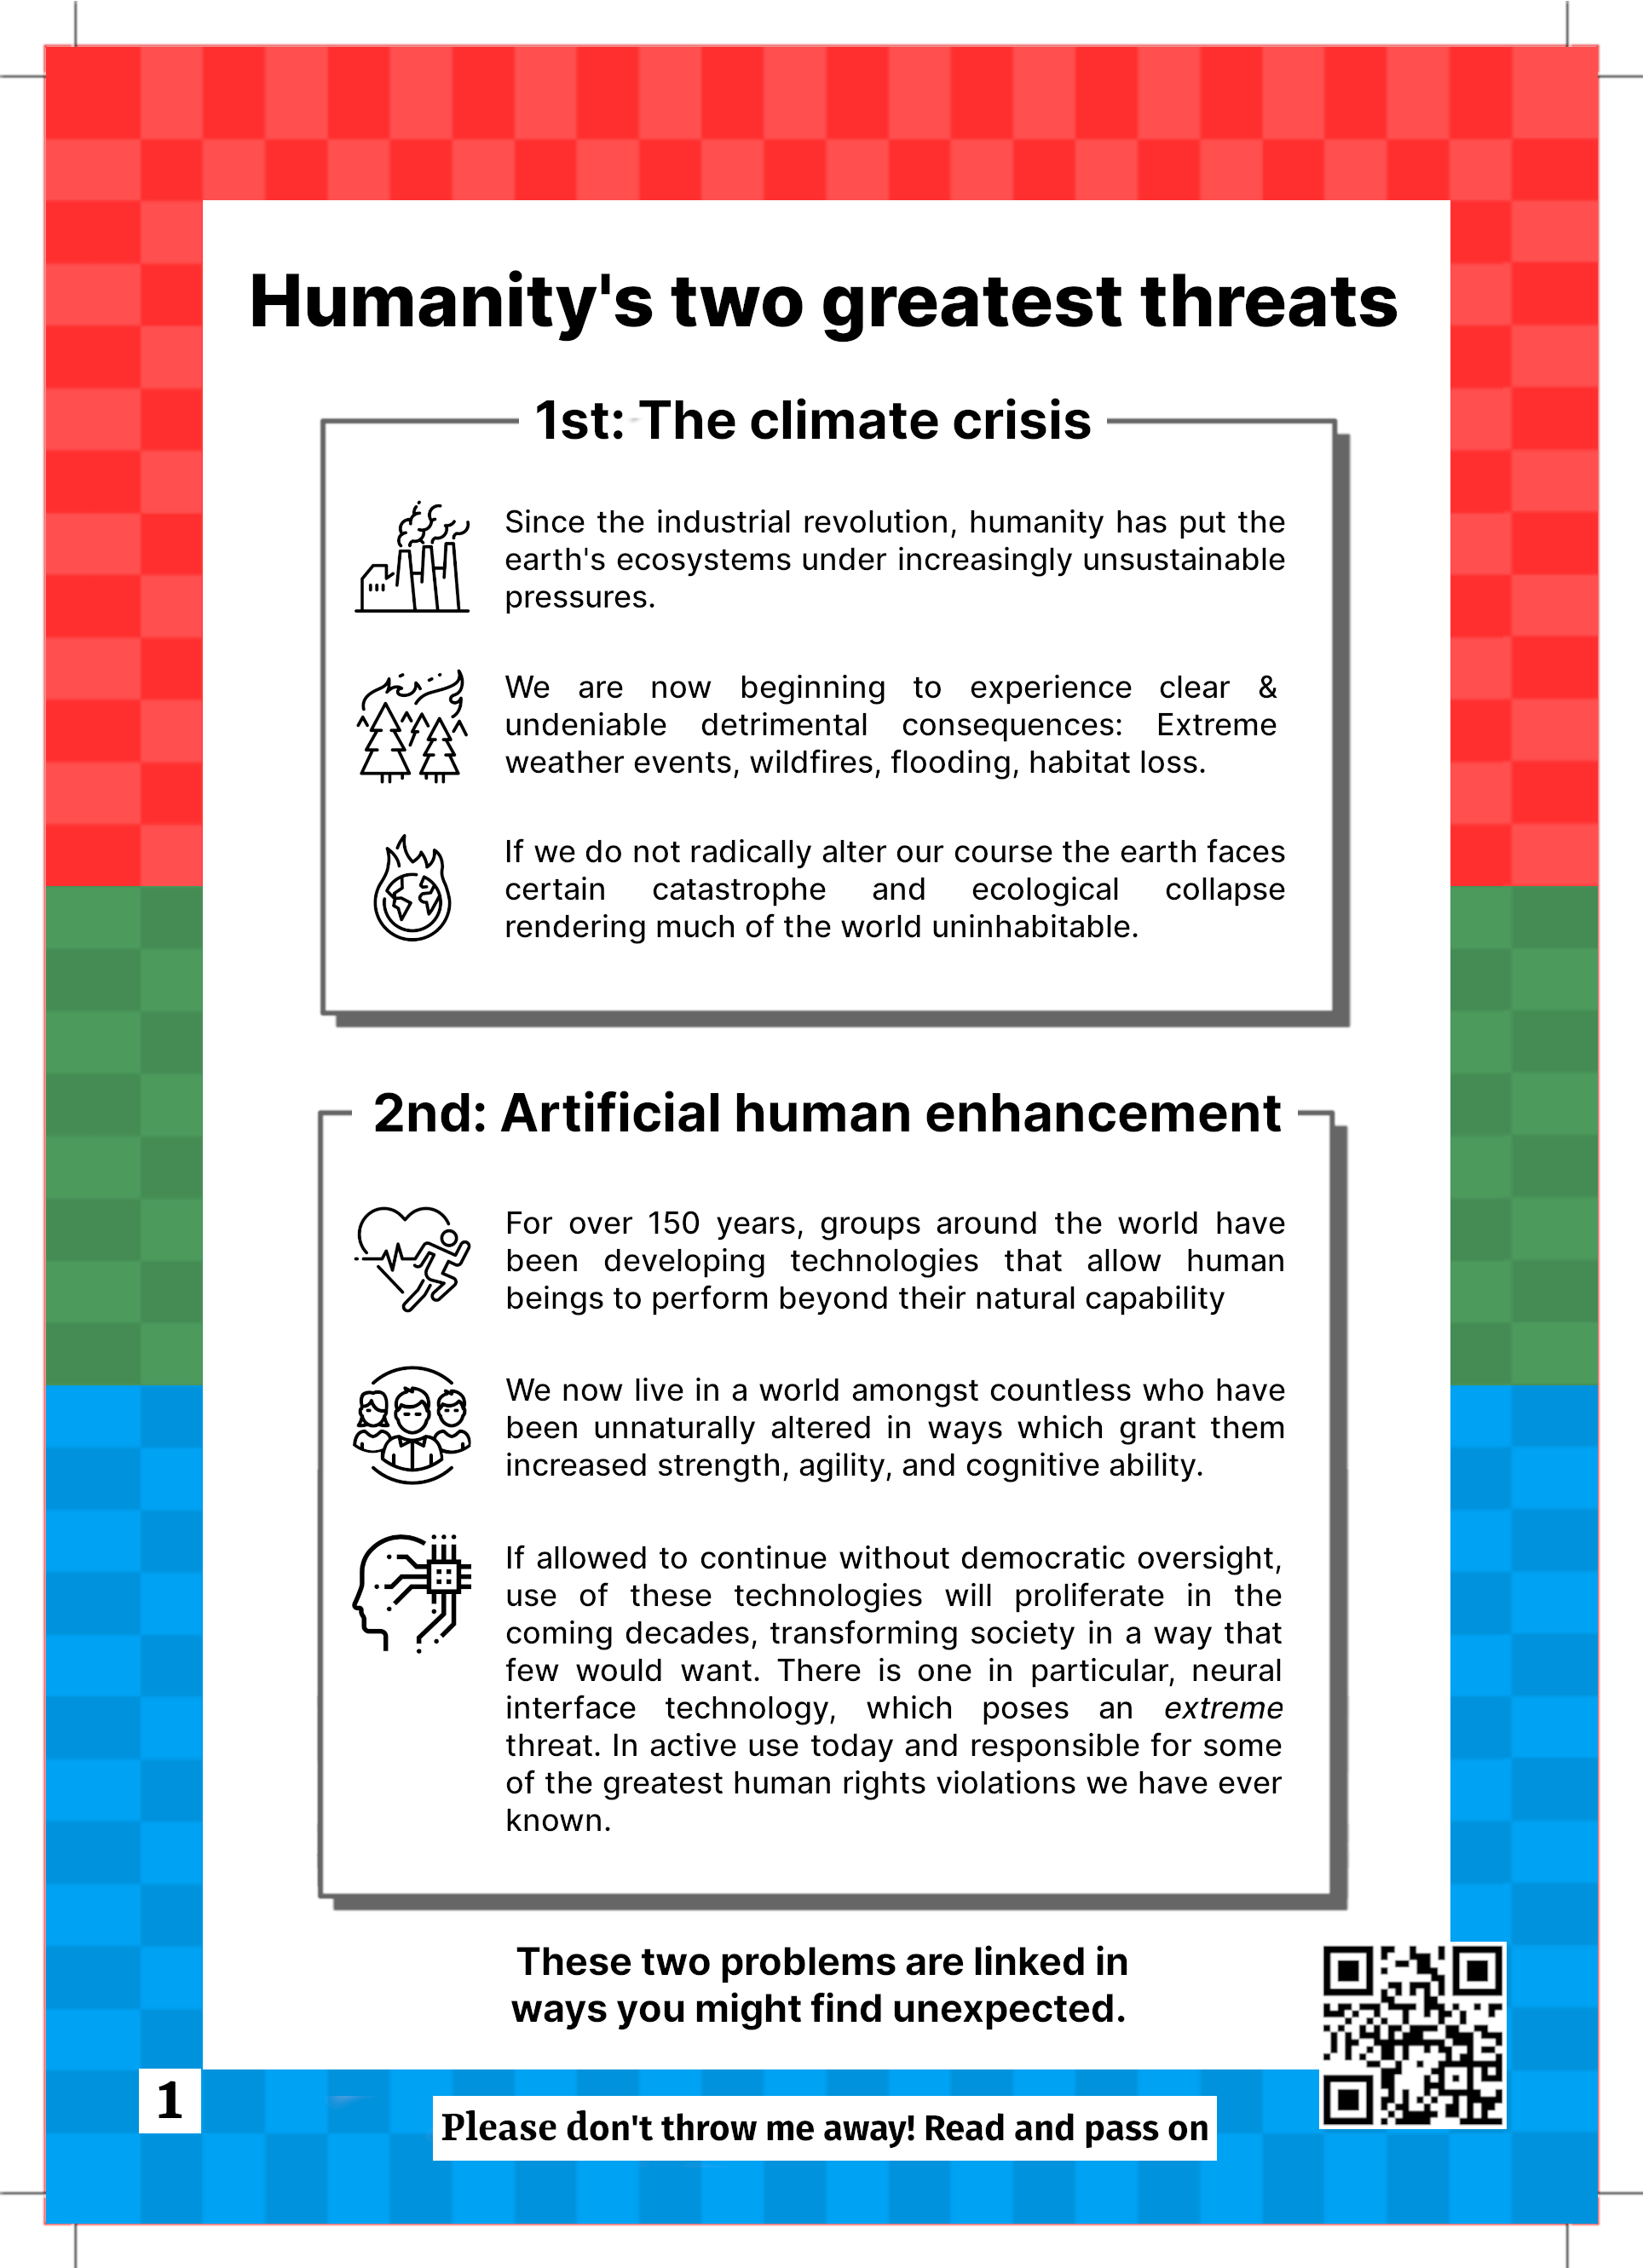 Humanity's two greatest threats
1st: The climate crisis
Since the industrial revolution, humanity has put the
earth's ecosystems under increasingly unsustainable
pressures.
We are now beginning to experience clear &
undeniable detrimental consequences: Extreme
weather events, wildfires, flooding, habitat loss.
If we do not radically alter our course the earth faces
certain catastrophe and ecological collapse
rendering much of the world uninhabitable.
2nd: Artificial human enhancement
For over 150 years, groups around the world have
been developing technologies that allow human
beings to perform beyond their natural capability
We now live in a world amongst countless who have
been unnaturally altered in ways which grant them
increased strength, agility, and cognitive ability.
If allowed to continue without democratic oversight,
use of these technologies will proliferate in the
coming decades, transforming society in a way that
few would want. There is one in particular, neural
interface technology, which poses an extreme
threat. In active use today and responsible for some
of the greatest human rights violations we have ever
known.
These two problems are linked in
ways you might find unexpected.
1
Please don't throw me away! Read and pass on